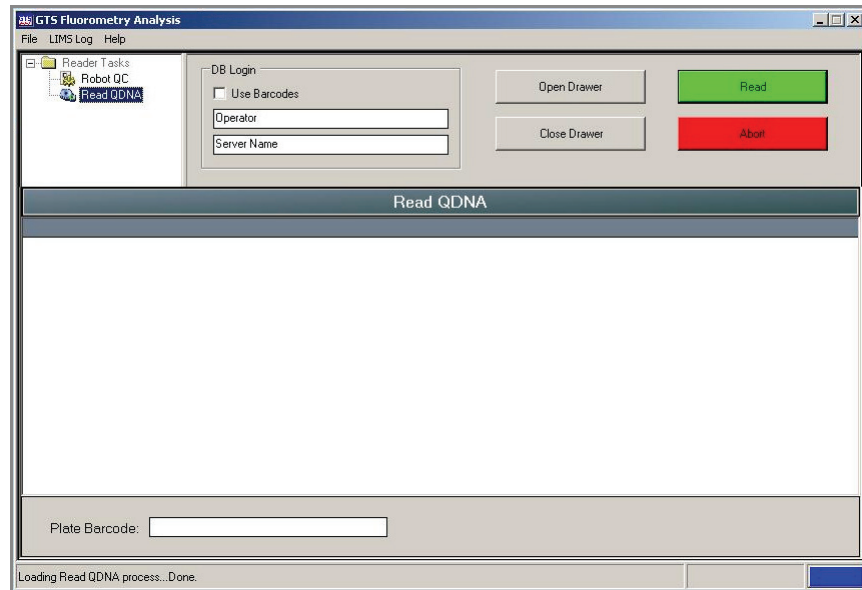 GTS Fluorometry Analysis
File LIMS Log Help
Reader Tasks
Robot QC
Read QDNA
DB Login
Use Barcodes
Operator
Server Name
Open Drawer
Read
Close Drawer
Abort
Read QDNA
Plate Barcode:
Loading Read QDNA process...Done.